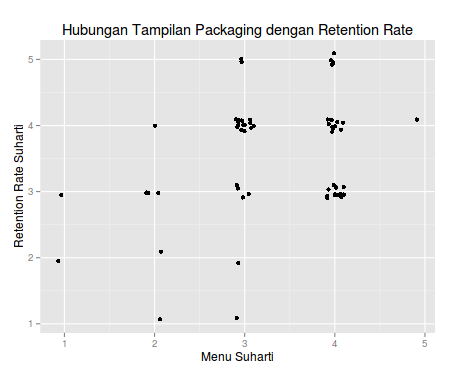 Hubungan Tampilan Packaging dengan Retention Rate
5
4
3
2
1
Retention Rate Suharti
1 2 3 4 5
Menu Suharti